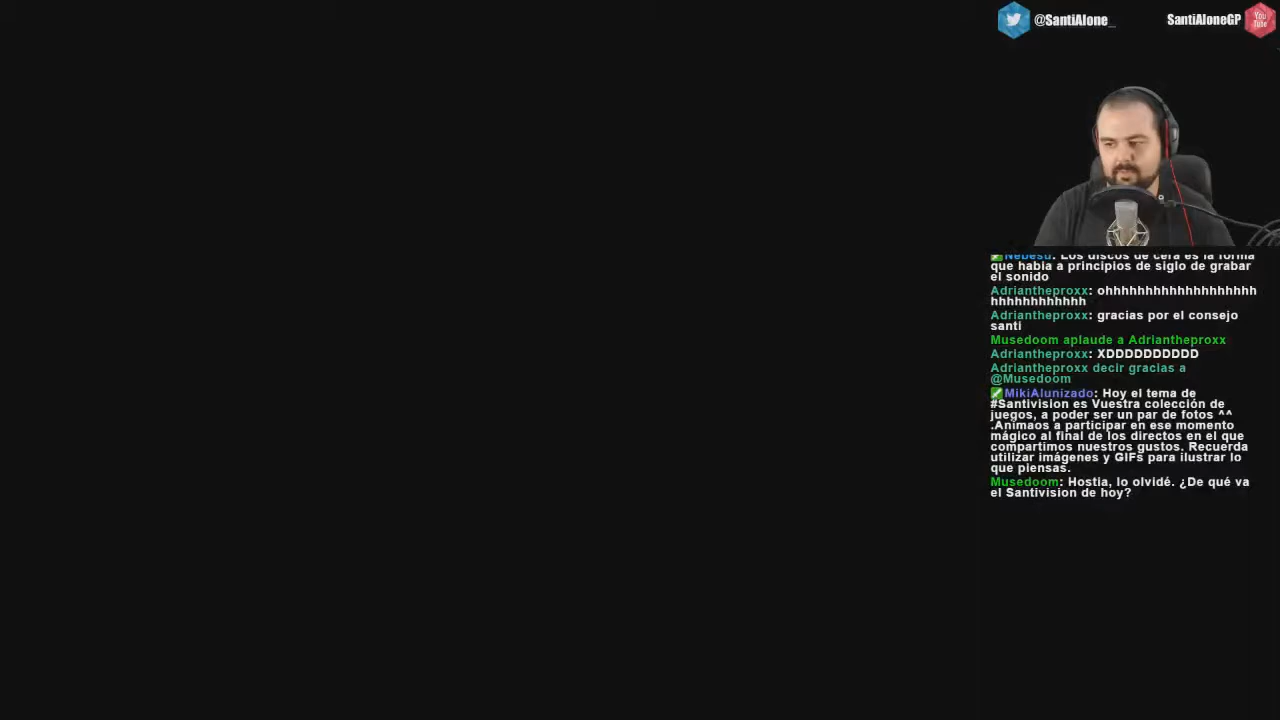 @SantiAlone_
SantiAloneGP
You
Tube
Nebesu: Los discos de cera es la forma
que habia a principios de siglo de grabar
el sonido
Adriantheproxx: ohhhhhhhhhhhhhhhhhhhh
hhhhhhhhhhhh
Adriantheproxx: gracias por el consejo
santi
Musedoom aplaude a Adriantheproxx
Adriantheproxx: XDDDDDDDDDD
Adriantheproxx decir gracias a
@Musedoom
MikiAlunizado: Hoy el tema de
#Santivision es Vuestra colección de
juegos, a poder ser un par de fotos ^^
.Animaos a participar en ese momento
mágico al final de los directos en el que
compartimos nuestros gustos. Recuerda
utilizar imágenes y GIFs para ilustrar lo
que piensas.
Musedoom: Hostia, lo olvidé. ¿De qué va
el Santivision de hoy?